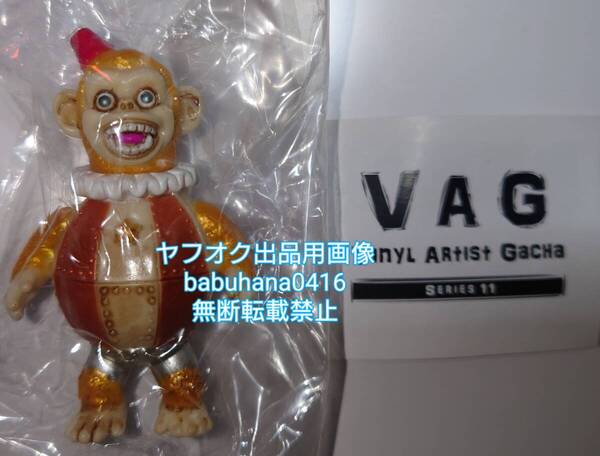 VAG
inyl Artist Gacha
Series 11
ヤフオク出品用画像
babuhana0416
無断転載禁止